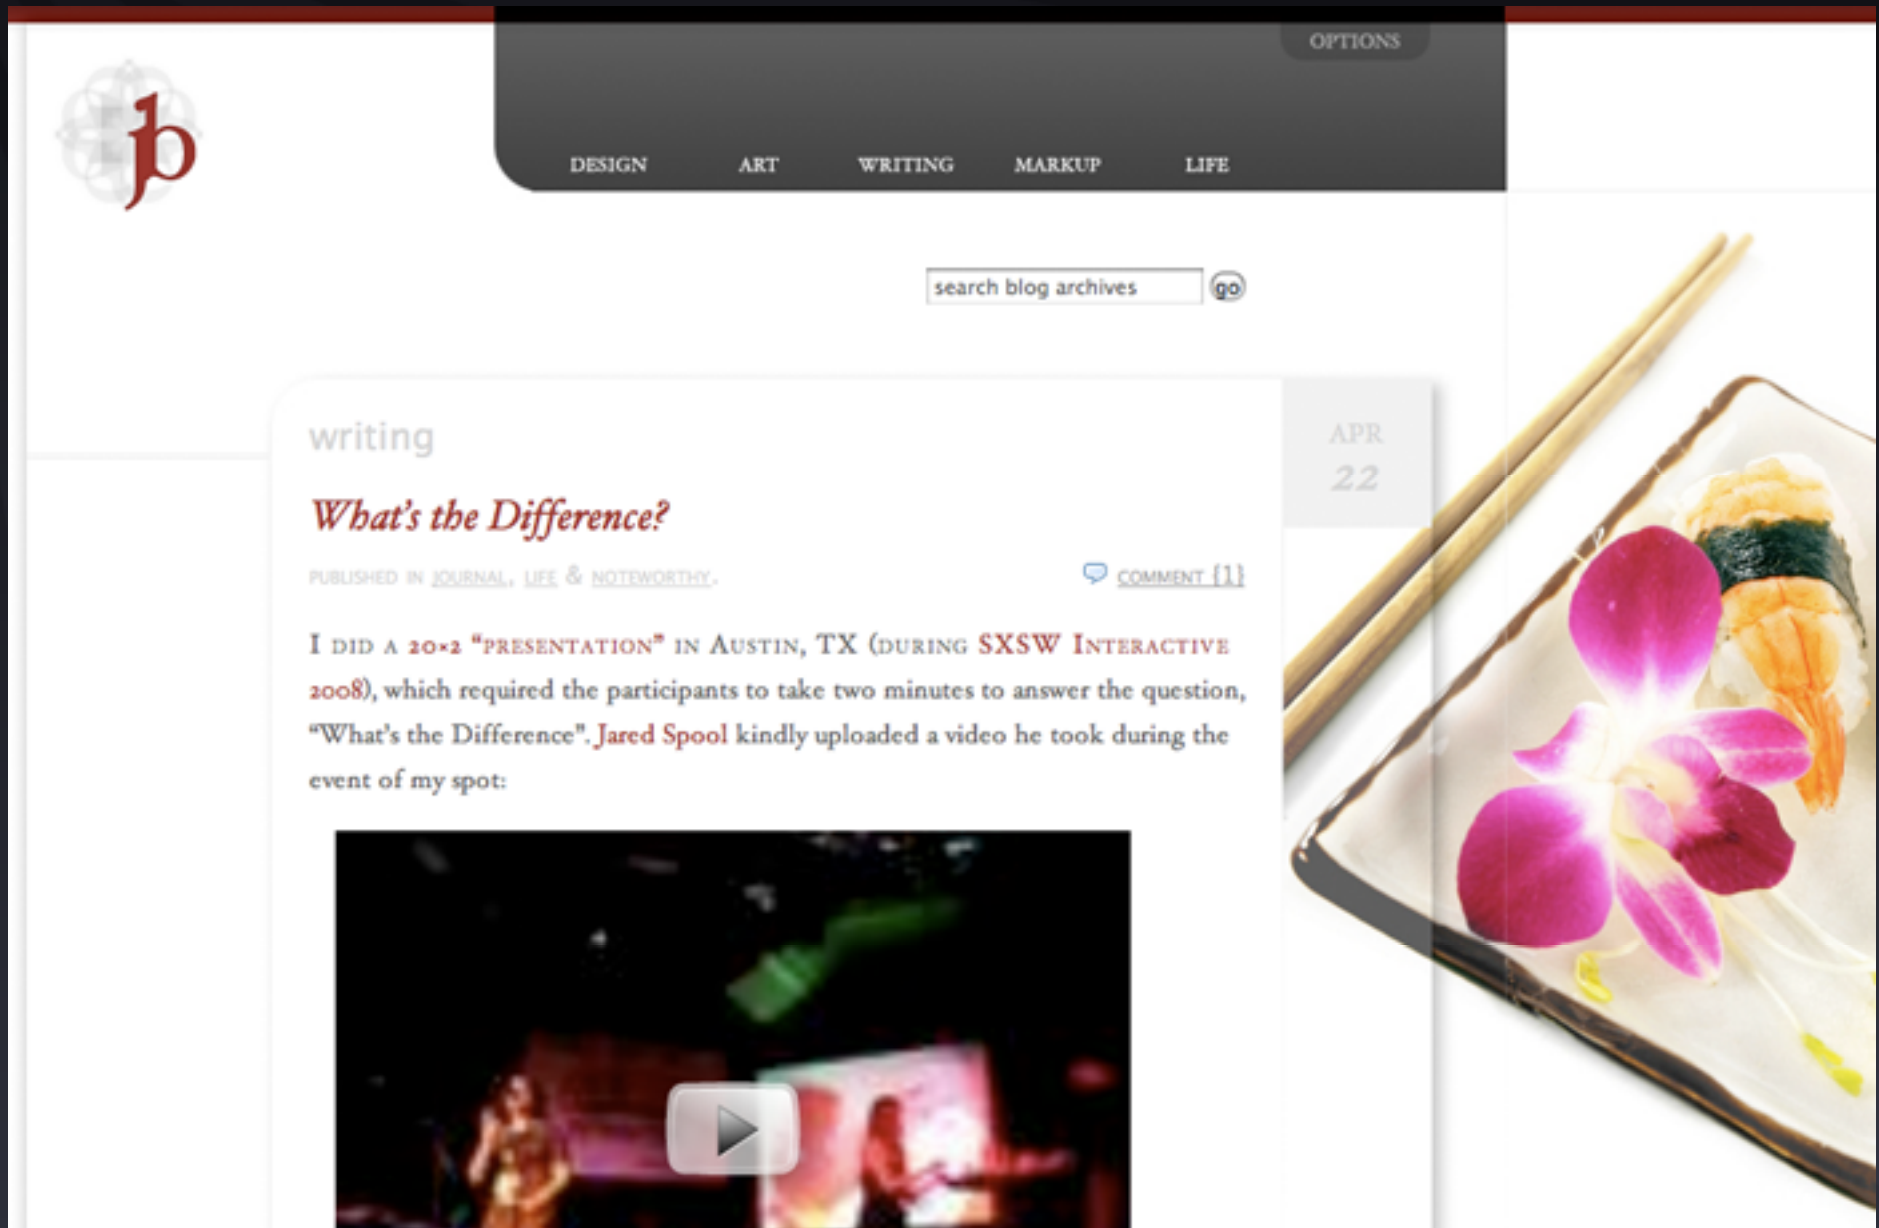 OPTIONS
jb
DESIGN ART WRITING MARKUP LIFE
search blog archives go
writing
APR
22
What's the Difference?
PUBLISHED IN JOURNAL, LIFE & NOTEWORTHY.
COMMENT {1}
I DID A 20×2 “PRESENTATION” IN AUSTIN, TX (DURING SXSW INTERACTIVE
2008), which required the participants to take two minutes to answer the question,
“What's the Difference”. Jared Spool kindly uploaded a video he took during the
event of my spot: